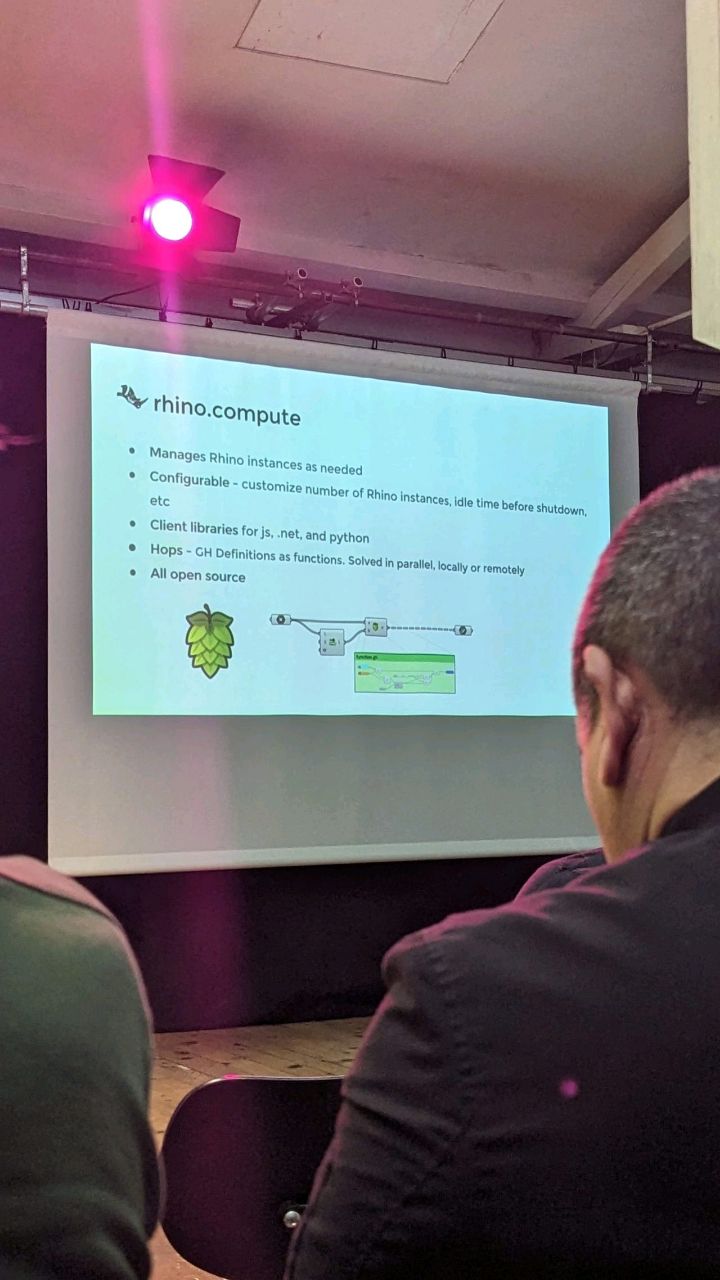 rhino.compute
• Manages Rhino instances as needed
• Configurable - customize number of Rhino instances, idle time before shutdown,
etc
• Client libraries for js, .net, and python
• Hops - GH Definitions as functions. Solved in parallel, locally or remotely
• All open source
function.gh